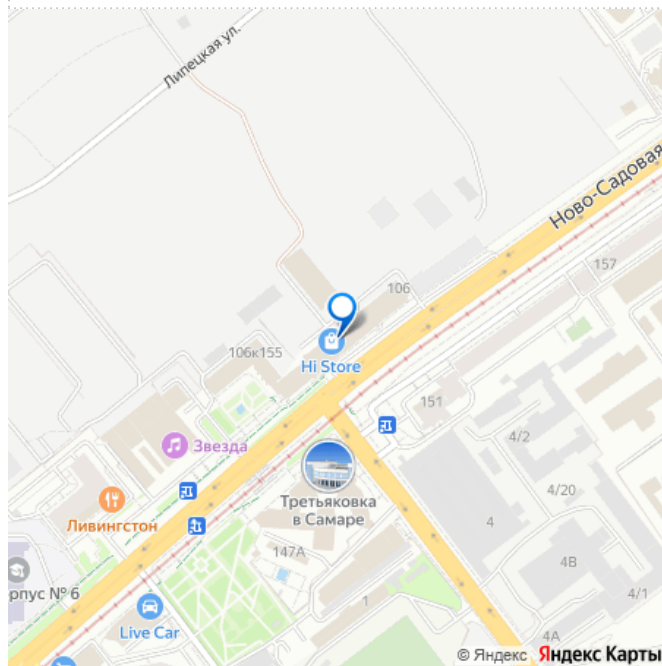 Липецкая ул.
Ново-Садовая
157
106
106к155
Hi Store
151
4/2
Звезда
4/20
Третьяковка
в Самаре
4
Ливингстон
147А
4В
рпус № 6
1
4/1
Live Car
4А
© Яндекс Яндекс Карты